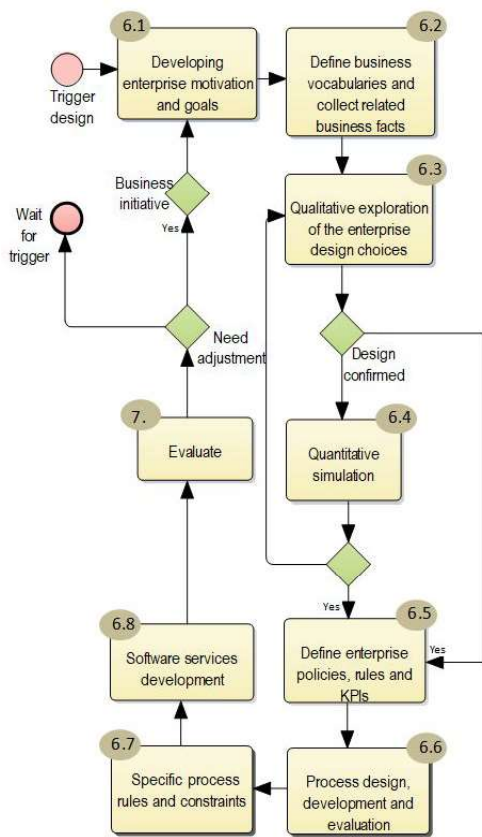 6.1
Developing
enterprise motivation
and goals
Trigger
design
6.2
Define business
vocabularies and
collect related
business facts
6.3
Qualitative exploration
of the enterprise
design choices
Business
initiative
Yes
Wait
for
trigger
Need
adjustment
Design
confirmed
7.
Evaluate
6.4
Quantitative
simulation
Yes
6.5
Define enterprise
policies, rules and
KPIs
Yes
6.8
Software services
development
6.7
Specific process
rules and constraints
6.6
Process design,
development and
evaluation